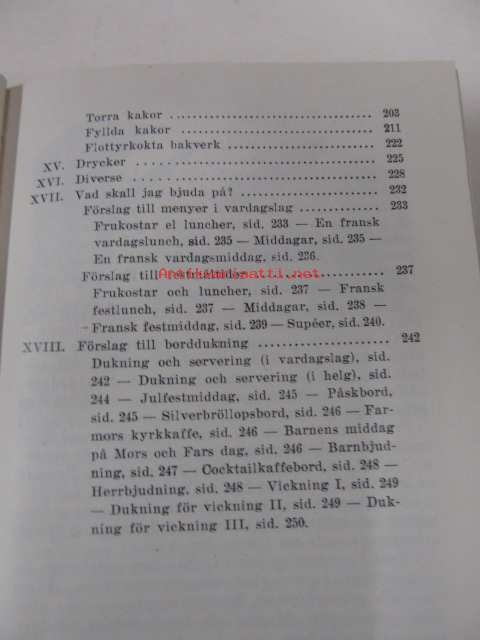 Torra kakor ........................ 203
Fyllda kakor ........................ 211
Flottyrkokta bakverk ........................ 222
XV. Drycker ........................ 225
XVI. Diverse ........................ 228
XVII. Vad skall jag bjuda på? ........................ 232
Förslag till menyer i vardagslag ........................ 233
Frukostar el luncher, sid. 233 — En fransk
vardagslunch, sid. 235 — Middagar, sid. 235 —
En fransk vardagsmiddag, sid. 236.
Förslag till ........................ 237
Frukostar och luncher, sid. 237 — Fransk
festlunch, sid. 237 — Middagar, sid. 238 —
Fransk festmiddag, sid. 239 — Supéer, sid. 240.
XVIII. Förslag till borddukning ........................ 242
Dukning och servering (i vardagslag), sid.
242 — Dukning och servering (i helg), sid.
244 — Julfestmiddag, sid. 245 — Påskbord,
sid. 245 — Silverbröllopsbord, sid. 246 — Far-
mors kyrkkaffe, sid. 246 — Barnens middag
på Mors och Fars dag, sid. 246 — Barnbjud-
ning, sid. 247 — Cocktailkaffebord, sid. 248 —
Herrbjudning, sid. 248 — Vickning I, sid. 249
— Dukning för vickning II, sid. 249 — Duk-
ning för vickning III, sid. 250.